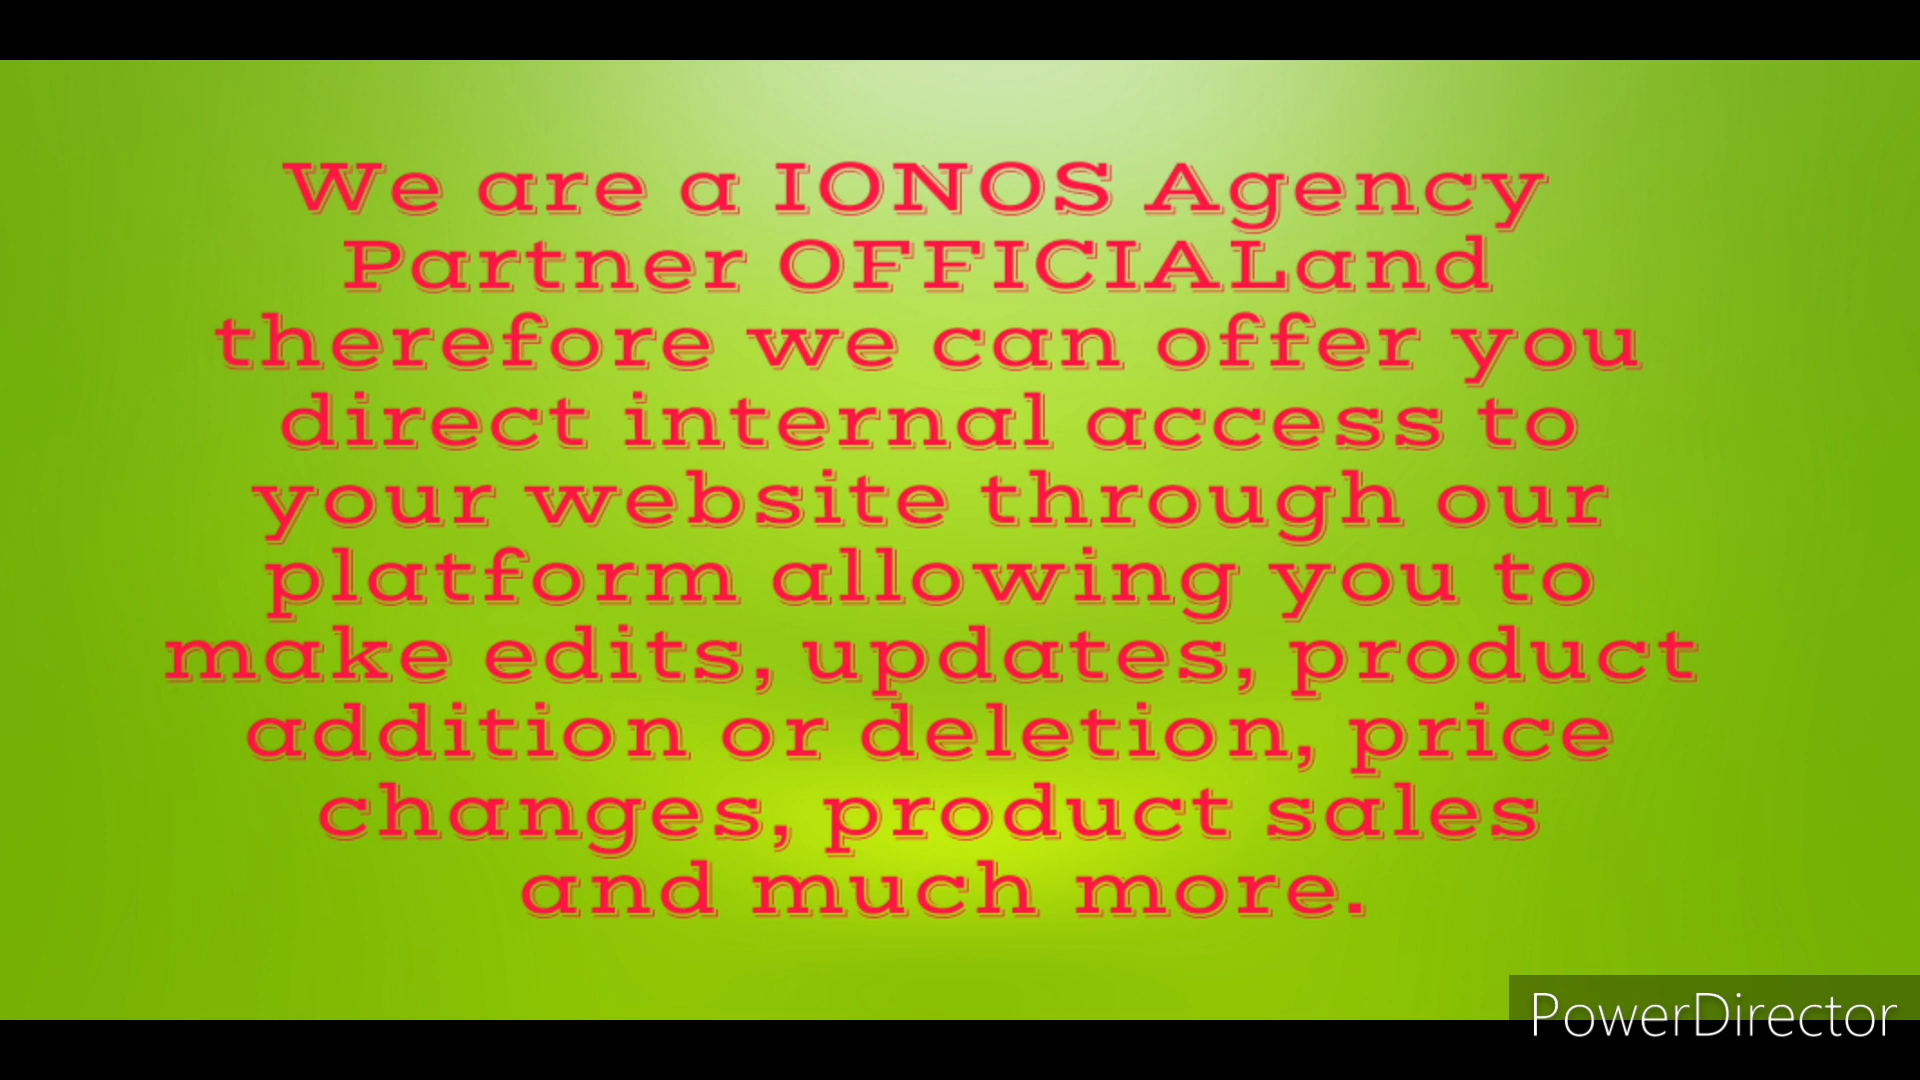 We are a IONOS Agency
Partner OFFICIALand
therefore we can offer you
direct internal access to
your website through our
platform allowing you to
make edits, updates, product
addition or deletion, price
changes, product sales
and much more.
PowerDirector